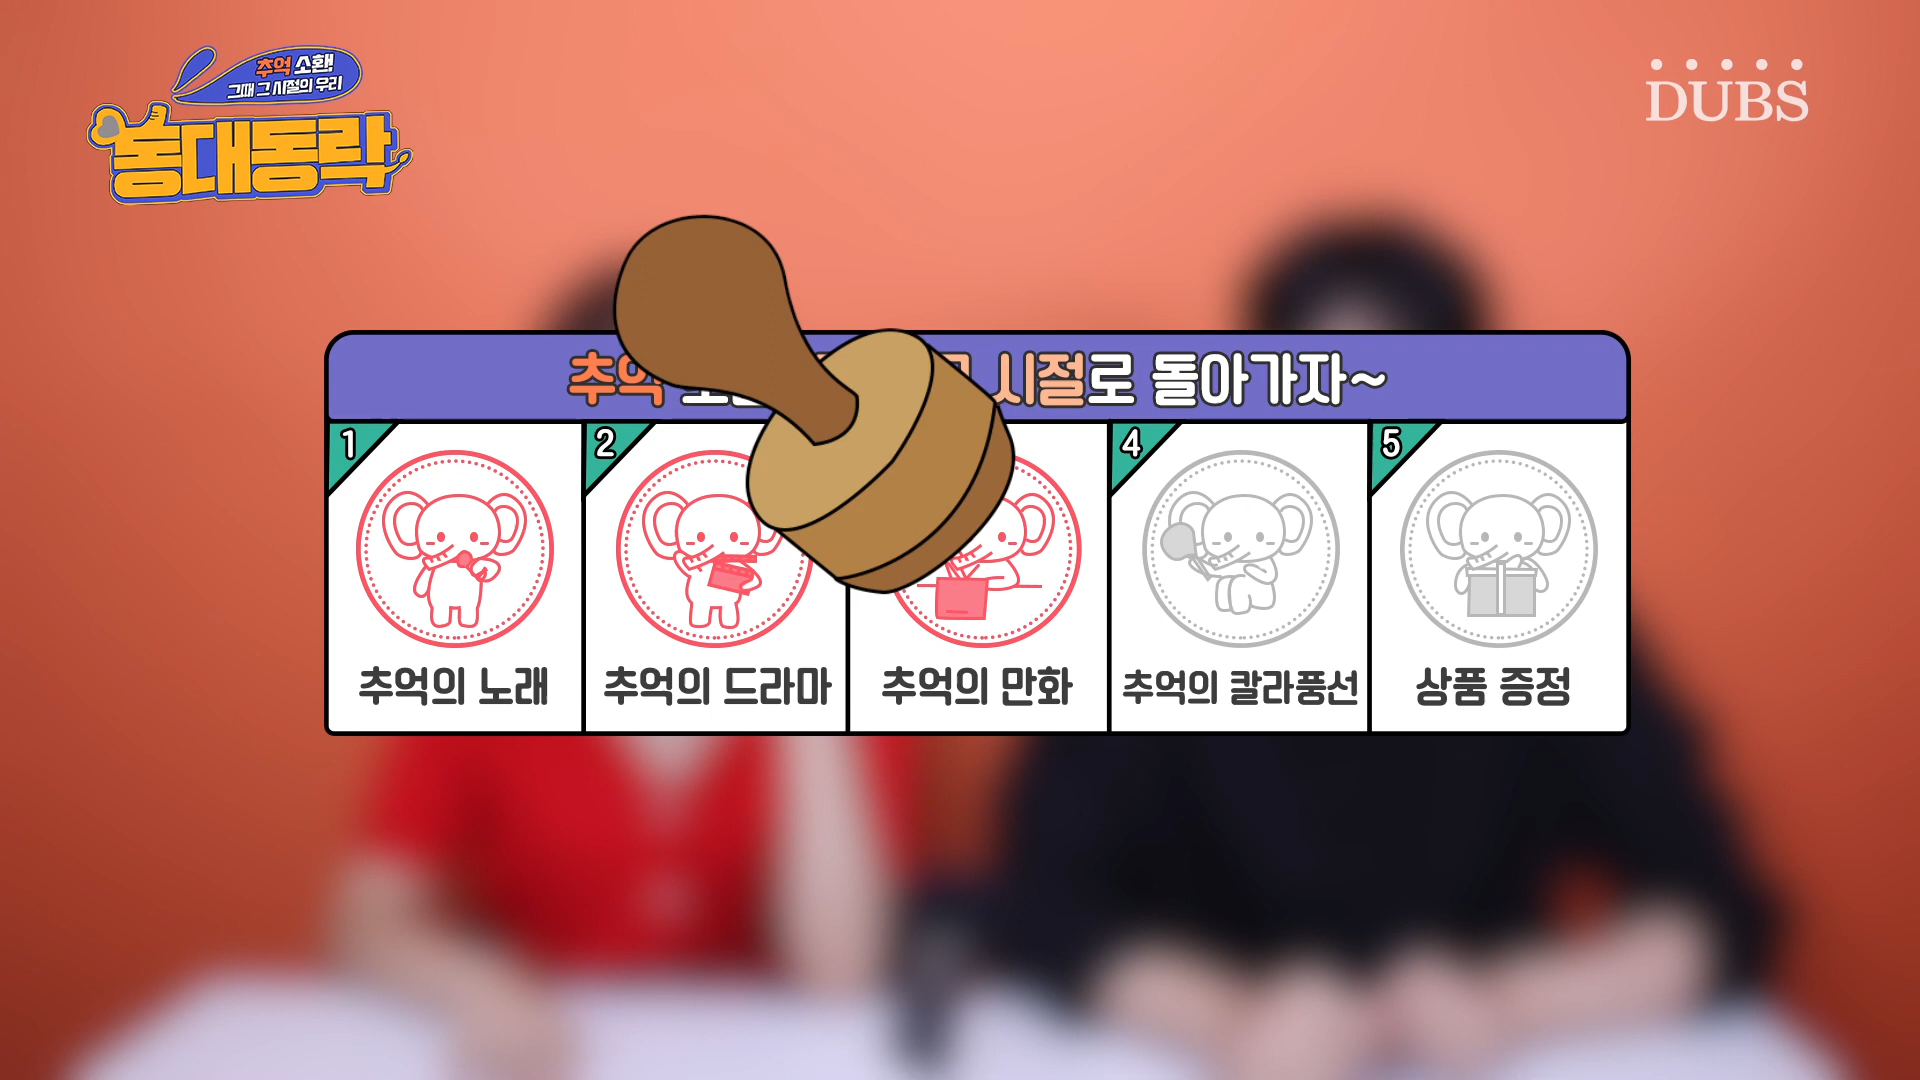 추억 소환!
그때 그 시절의 우리
동대동락
DUBS
추억 시절로 돌아가자~
1
2
4
5
추억의 노래
추억의 드라마
추억의 만화
추억의 칼라풍선
상품 증정